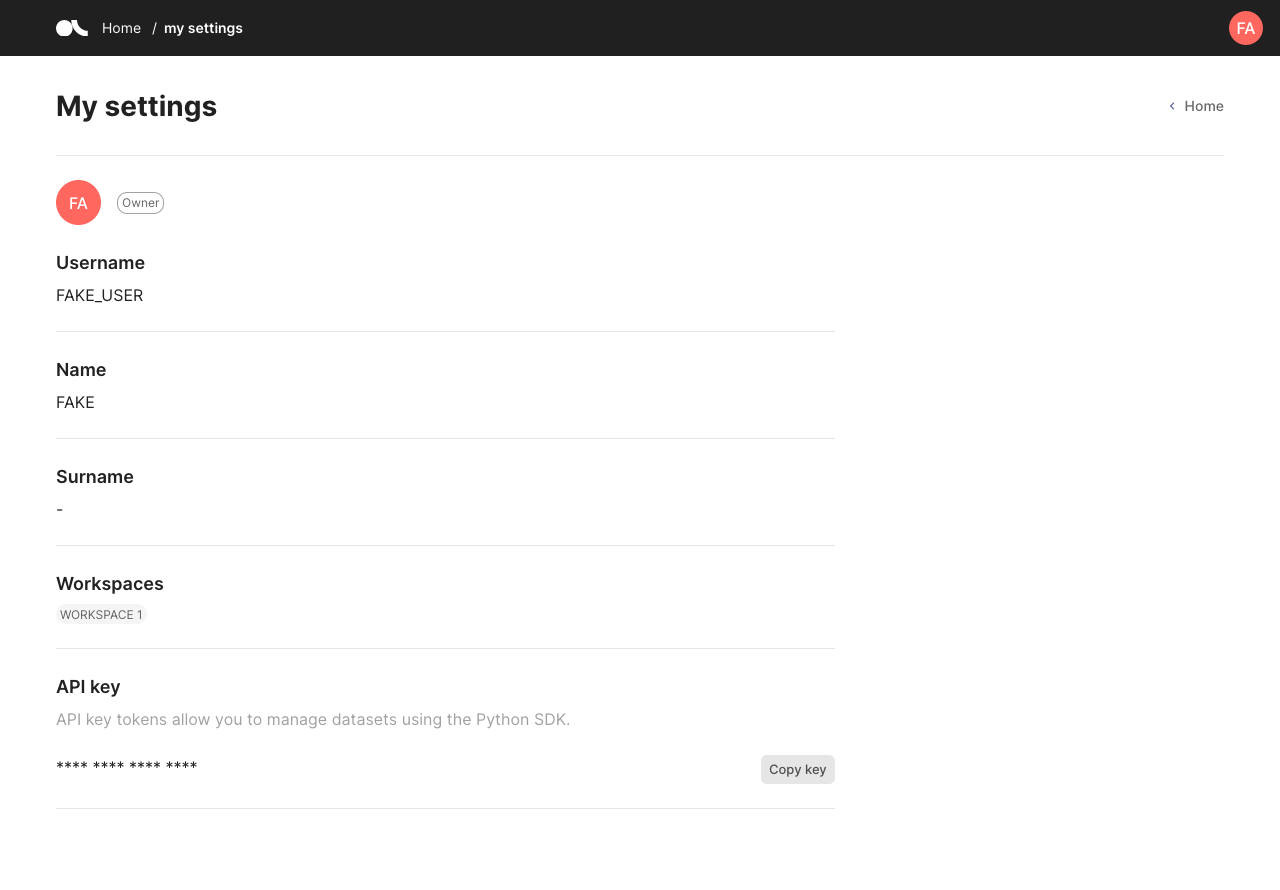 Home / my settings
FA
My settings
Home
FA
Owner
Username
FAKE_USER
Name
FAKE
Surname
-
Workspaces
WORKSPACE 1
API key
API key tokens allow you to manage datasets using the Python SDK.
**** **** **** ****
Copy key